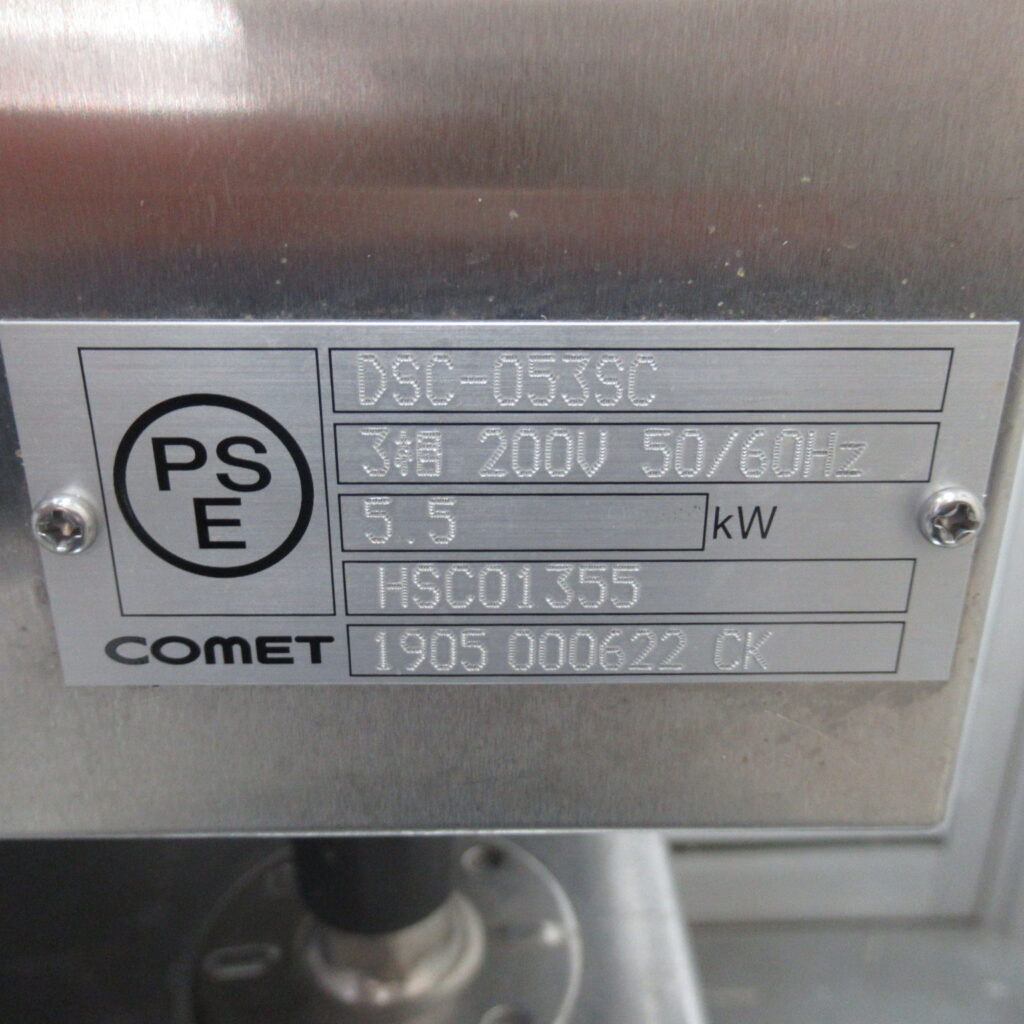 PS
E
DSC-053SC
3相 200V 50/60Hz
5.5 kW
HSC01355
COMET
1905 000622 CK